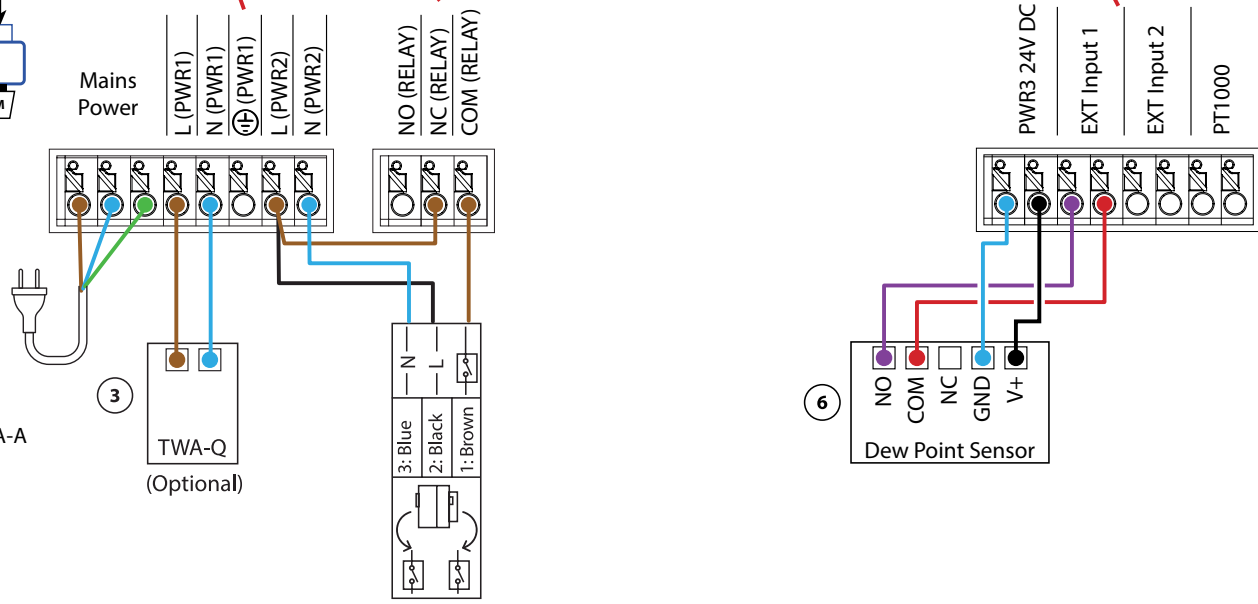 M
Mains
Power
L (PWR1)
N (PWR1)
(PWR1)
L (PWR2)
N (PWR2)
NO (RELAY)
NC (RELAY)
COM (RELAY)
PWR3 24V DC
EXT Input 1
EXT Input 2
PT1000
3
TWA-Q
(Optional)
A-A
N
L
3: Blue
2: Black
1: Brown
6
NO
COM
NC
GND
V+
Dew Point Sensor